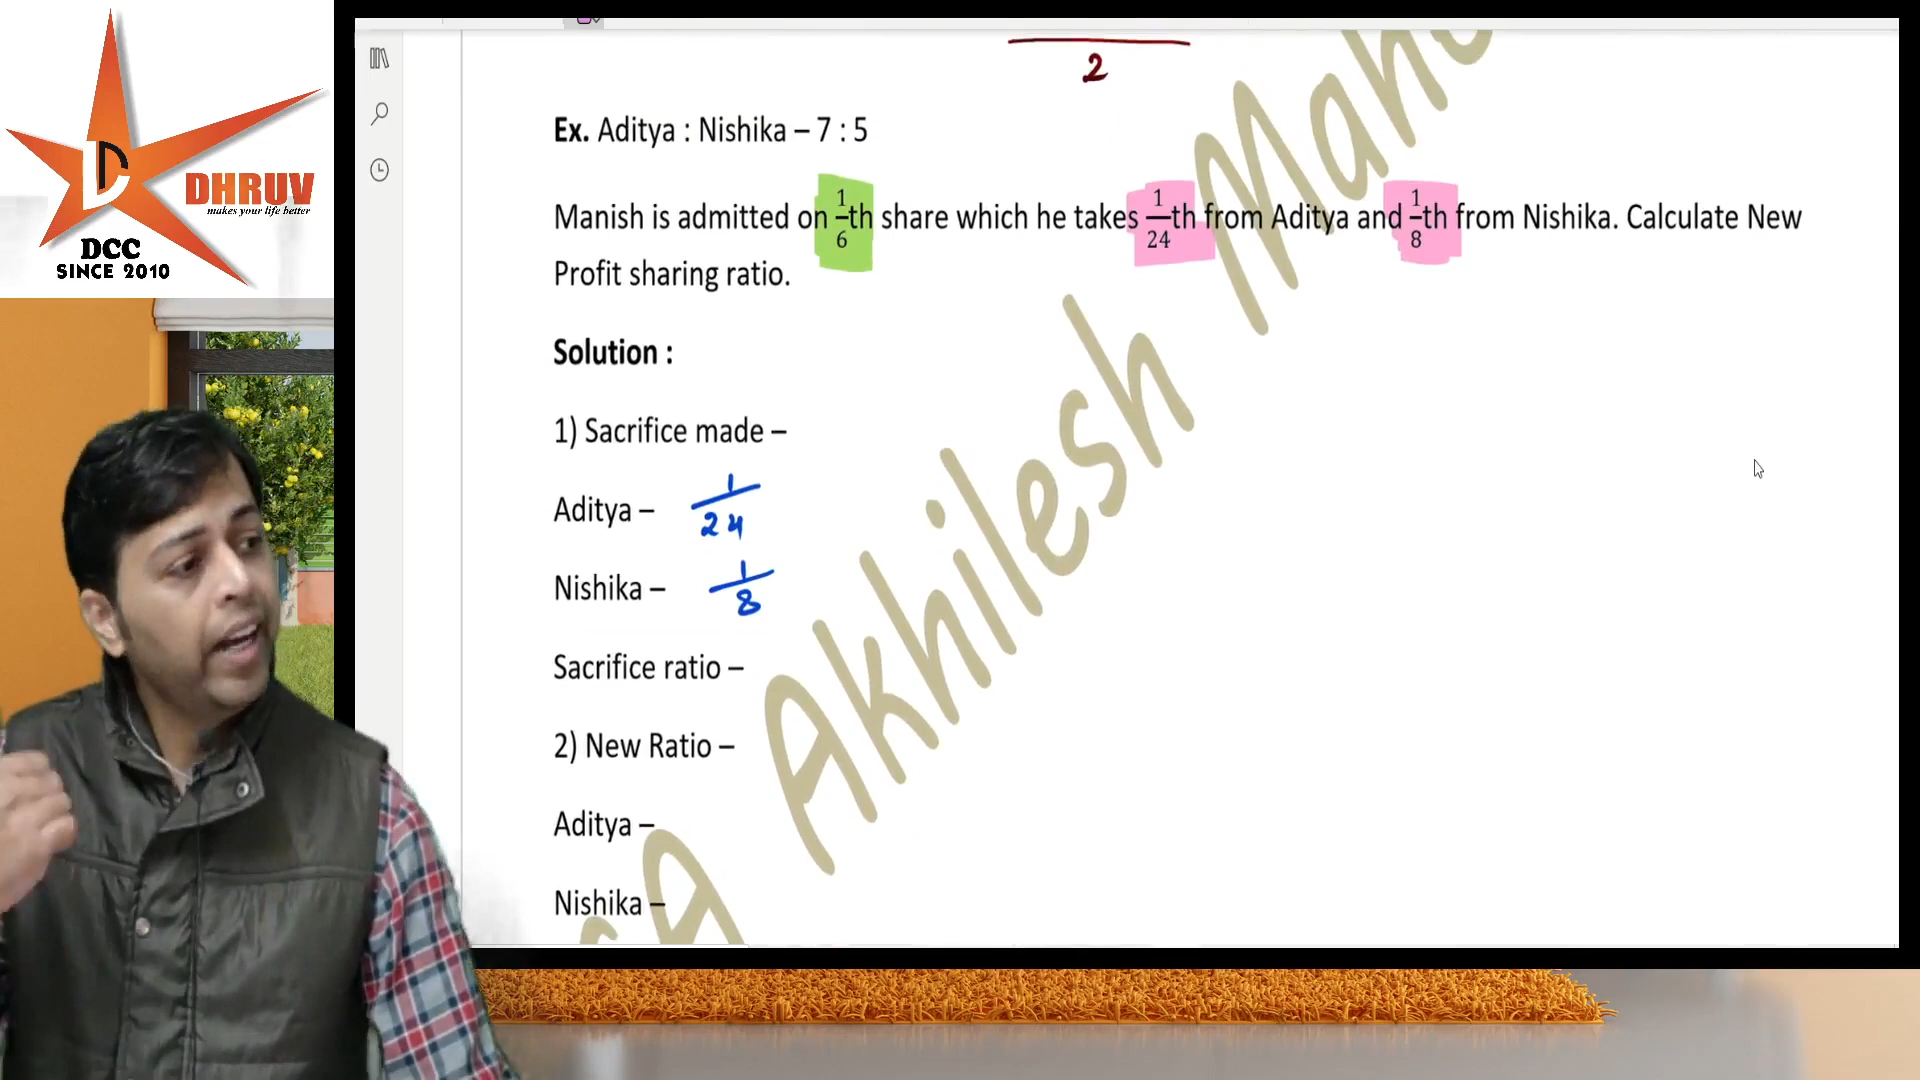 DHRUV
makes your life better
DCC
SINCE 2010
2
Ex. Aditya : Nishika – 7 : 5
Manish is admitted on 1/6th share which he takes 1/24th from Aditya and 1/8th from Nishika. Calculate New
Profit sharing ratio.
Solution :
1) Sacrifice made –
Aditya – 1/24
Nishika – 1/8
Sacrifice ratio –
2) New Ratio –
Aditya –
Nishika –
CA Akhilesh Mahe